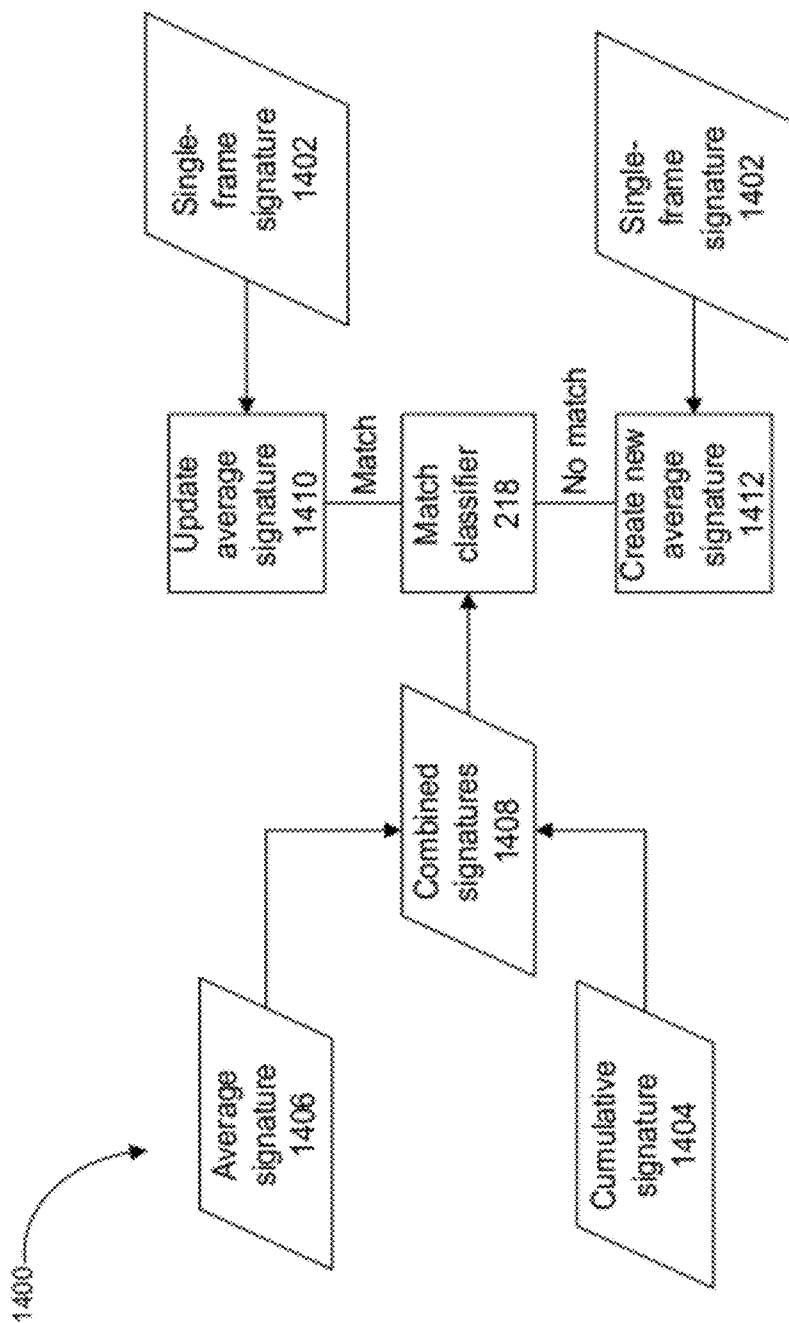 1400
Average
signature
1406
Cumulative
signature
1404
Combined
signatures
1408
Update
average
signature
1410
Match
Match
classifier
218
No match
Create new
average
signature
1412
Single-
frame
signature
1402
Single-
frame
signature
1402